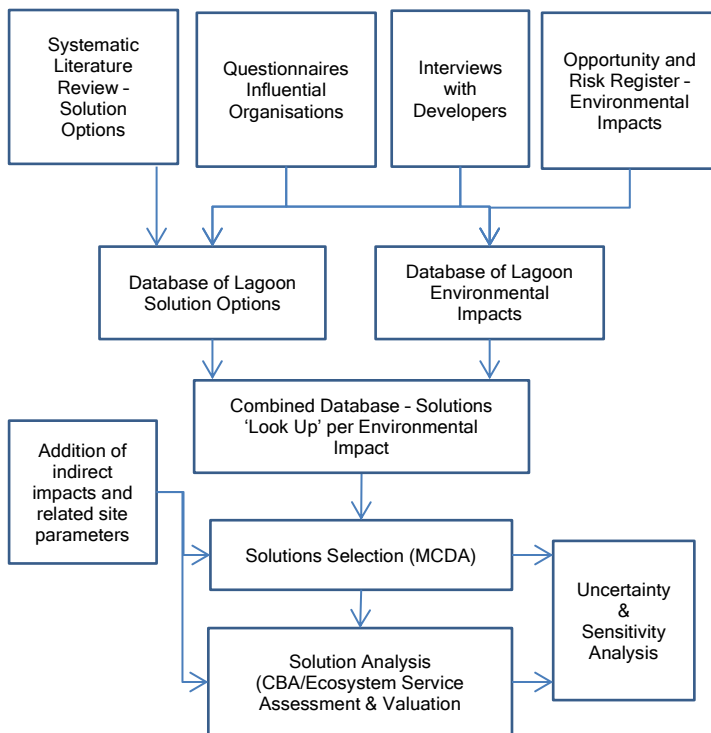 Systematic
Literature
Review –
Solution
Options
Questionnaires
Influential
Organisations
Interviews
with
Developers
Opportunity and
Risk Register –
Environmental
Impacts
Database of Lagoon
Solution Options
Database of Lagoon
Environmental
Impacts
Combined Database – Solutions
‘Look Up’ per Environmental
Impact
Addition of
indirect
impacts and
related site
parameters
Solutions Selection (MCDA)
Uncertainty
&
Sensitivity
Analysis
Solution Analysis
(CBA/Ecosystem Service
Assessment & Valuation